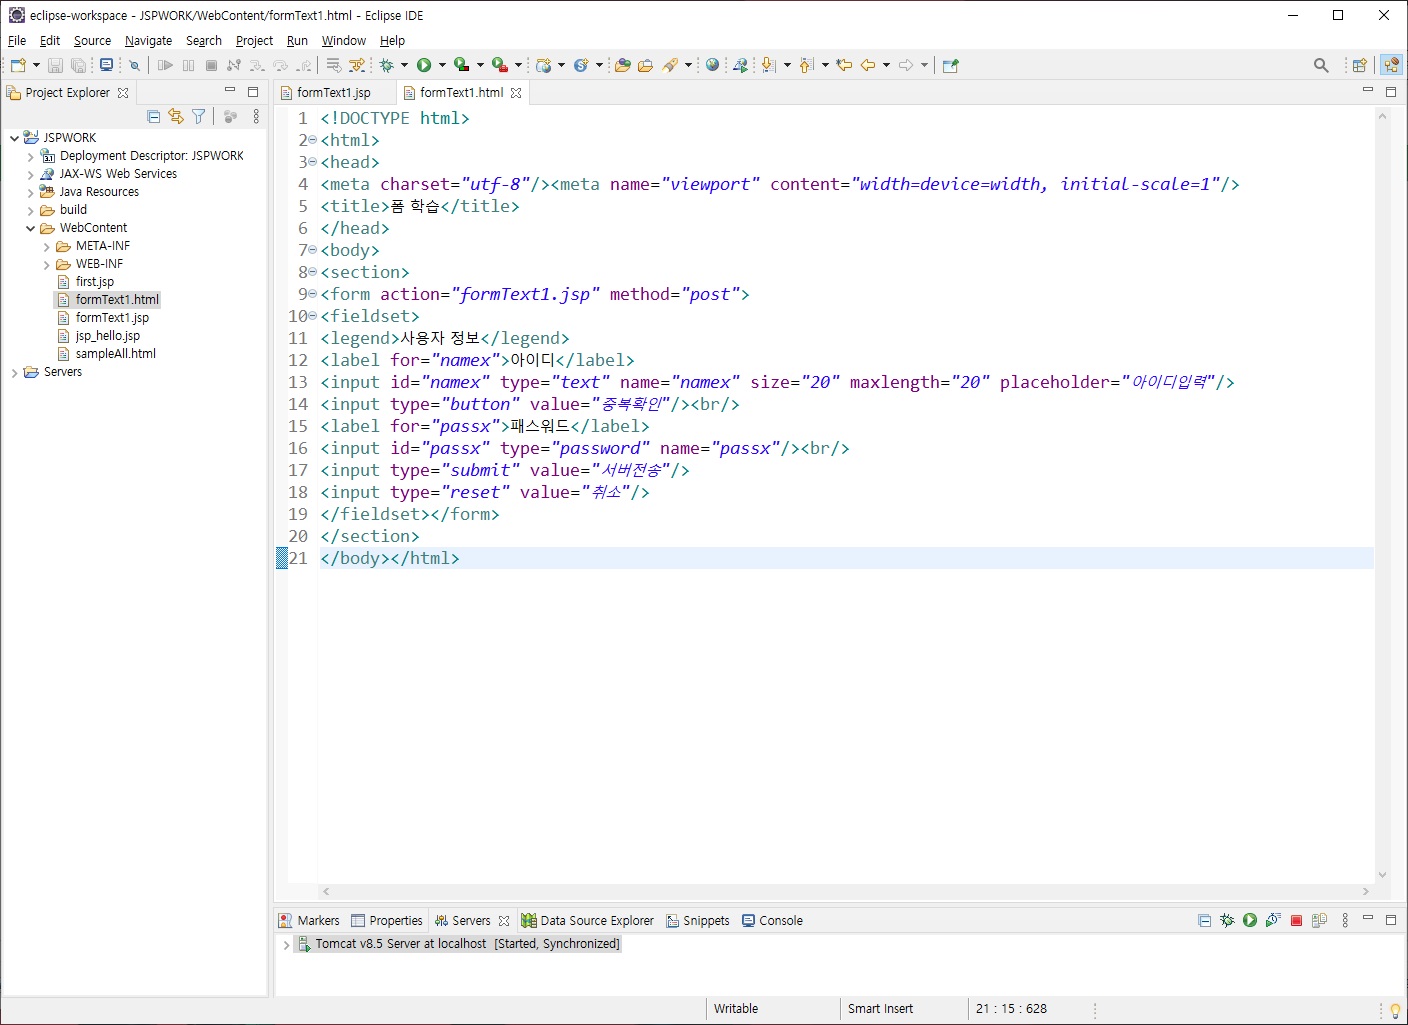 eclipse-workspace - JSPWORK/WebContent/formText1.html - Eclipse IDE
File Edit Source Navigate Search Project Run Window Help
Project Explorer
formText1.jsp formText1.html
JSPWORK
Deployment Descriptor: JSPWORK
JAX-WS Web Services
Java Resources
build
WebContent
META-INF
WEB-INF
first.jsp
formText1.html
formText1.jsp
jsp_hello.jsp
sampleAll.html
Servers
1 <!DOCTYPE html>
2 <html>
3 <head>
4 <meta charset="utf-8"/><meta name="viewport" content="width=device=width, initial-scale=1"/>
5 <title>폼 학습</title>
6 </head>
7 <body>
8 <section>
9 <form action="formText1.jsp" method="post">
10 <fieldset>
11 <legend>사용자 정보</legend>
12 <label for="namex">아이디</label>
13 <input id="namex" type="text" name="namex" size="20" maxlength="20" placeholder="아이디입력"/>
14 <input type="button" value="중복확인"/><br/>
15 <label for="passx">패스워드</label>
16 <input id="passx" type="password" name="passx"/><br/>
17 <input type="submit" value="서버전송"/>
18 <input type="reset" value="취소"/>
19 </fieldset></form>
20 </section>
21 </body></html>
Markers Properties Servers Data Source Explorer Snippets Console
Tomcat v8.5 Server at localhost [Started, Synchronized]
Writable Smart Insert 21 : 15 : 628